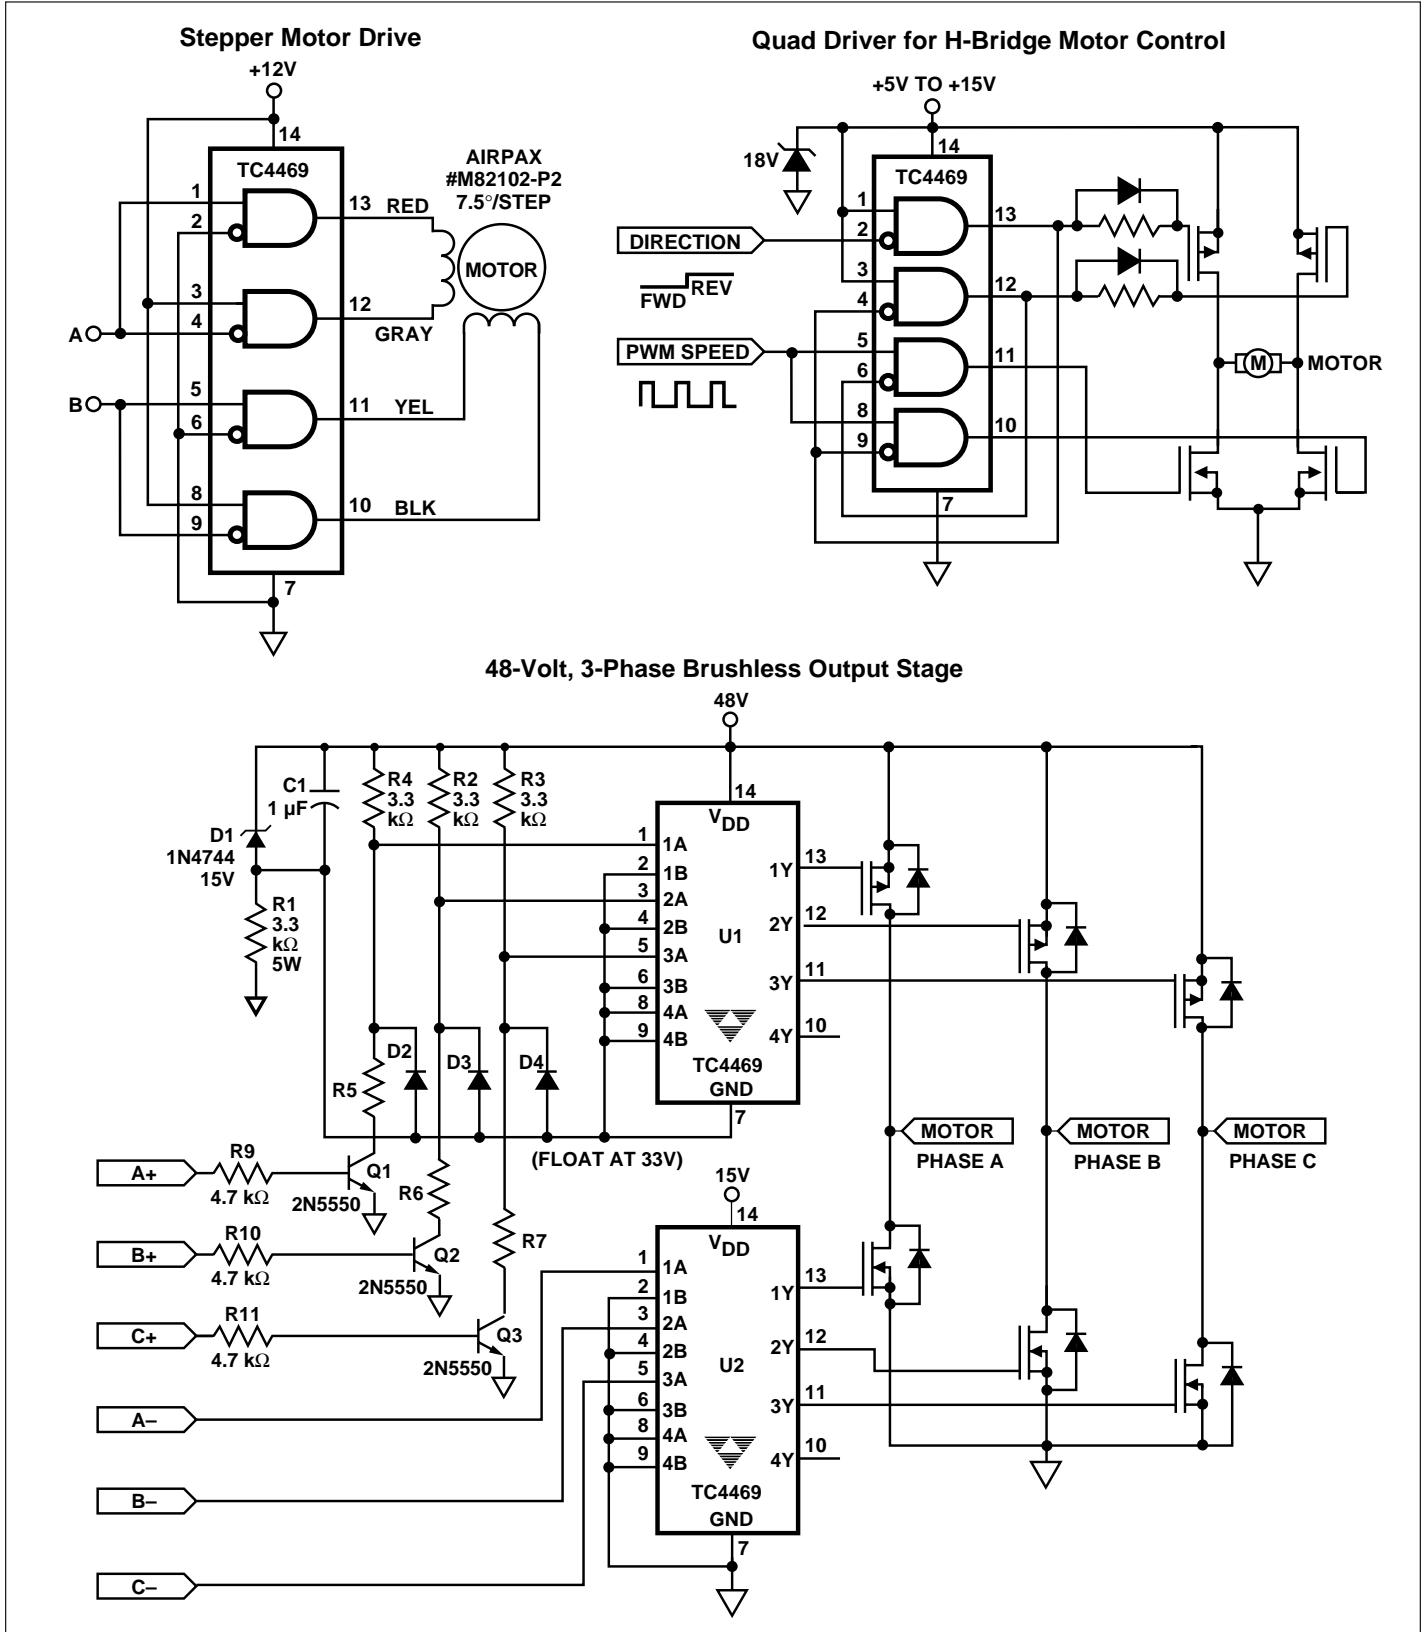 Stepper Motor Drive
+12V
14
TC4469
1
2
3
4
5
6
8
9
13 RED
12
GRAY
11 YEL
10 BLK
7
A
B
AIRPAX
#M82102-P2
7.5°/STEP
MOTOR
Quad Driver for H-Bridge Motor Control
+5V TO +15V
18V
14
TC4469
1
2
3
4
5
6
8
9
13
12
11
10
7
DIRECTION
FWD REV
PWM SPEED
M
MOTOR
48-Volt, 3-Phase Brushless Output Stage
48V
C1
1 µF
R4
3.3
kΩ
R2
3.3
kΩ
R3
3.3
kΩ
D1
1N4744
15V
R1
3.3
kΩ
5W
14
VDD
1 1A
2 1B
3 2A
4 2B
5 3A
6 3B
8 4A
9 4B
1Y 13
2Y 12
3Y 11
4Y 10
U1
TC4469
GND
7
D2
D3
D4
R5
(FLOAT AT 33V)
MOTOR
PHASE A
MOTOR
PHASE B
MOTOR
PHASE C
A+
R9
4.7 kΩ
Q1
2N5550
R6
B+
R10
4.7 kΩ
Q2
2N5550
R7
C+
R11
4.7 kΩ
Q3
2N5550
A–
B–
C–
15V
14
VDD
1 1A
2 1B
3 2A
4 2B
5 3A
6 3B
8 4A
9 4B
1Y 13
2Y 12
3Y 11
4Y 10
U2
TC4469
GND
7